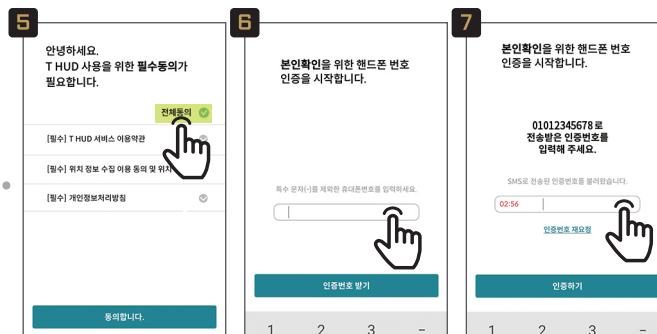 5
안녕하세요.
T HUD 사용을 위한 필수동의가
필요합니다.
전체동의
[필수] T HUD 서비스 이용약관
[필수] 위치 정보 수집 이용 동의 및 위치
[필수] 개인정보처리방침
동의합니다.
6
본인확인을 위한 핸드폰 번호
인증을 시작합니다.
특수 문자(-)를 제외한 휴대폰번호를 입력하세요.
인증번호 받기
1 2 3 -
7
본인확인을 위한 핸드폰 번호
인증을 시작합니다.
01012345678 로
전송받은 인증번호를
입력해 주세요.
SMS로 전송된 인증번호를 불러왔습니다.
02:56
인증번호 재요청
인증하기
1 2 3 -